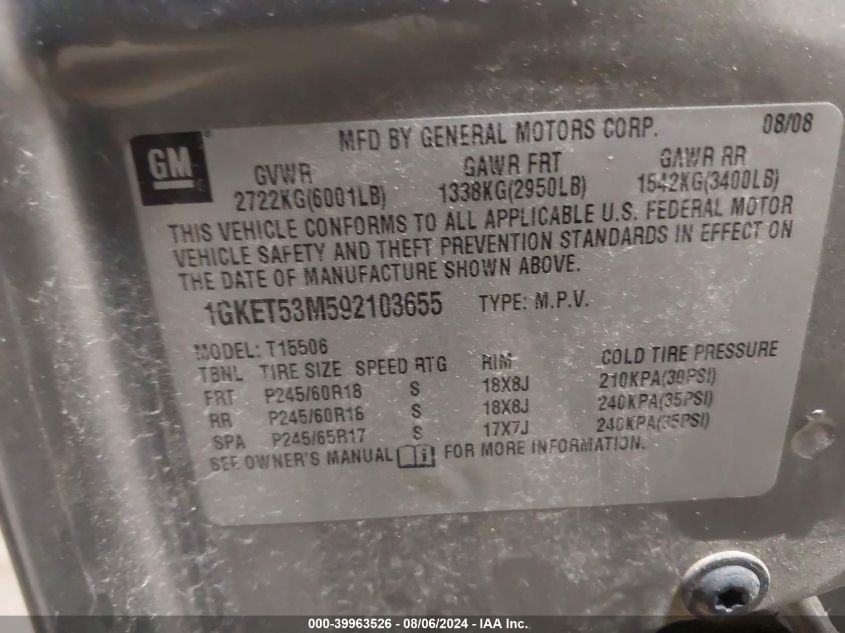 GM
MFD BY GENERAL MOTORS CORP. 08/08
GVWR GAWR FRT GAWR RR
2722KG(6001LB) 1338KG(2950LB) 1542KG(3400LB)
THIS VEHICLE CONFORMS TO ALL APPLICABLE U.S. FEDERAL MOTOR
VEHICLE SAFETY AND THEFT PREVENTION STANDARDS IN EFFECT ON
THE DATE OF MANUFACTURE SHOWN ABOVE.
1GKET53M592103655 TYPE: M.P.V.
MODEL: T15506
TBNL TIRE SIZE SPEED RTG RIM COLD TIRE PRESSURE
FRT P245/60R18 S 18X8J 210KPA(30PSI)
RR P245/60R18 S 18X8J 240KPA(35PSI)
SPA P245/65R17 S 17X7J 240KPA(35PSI)
SEE OWNER'S MANUAL FOR MORE INFORMATION.
000-39963526 - 08/06/2024 - IAA Inc.